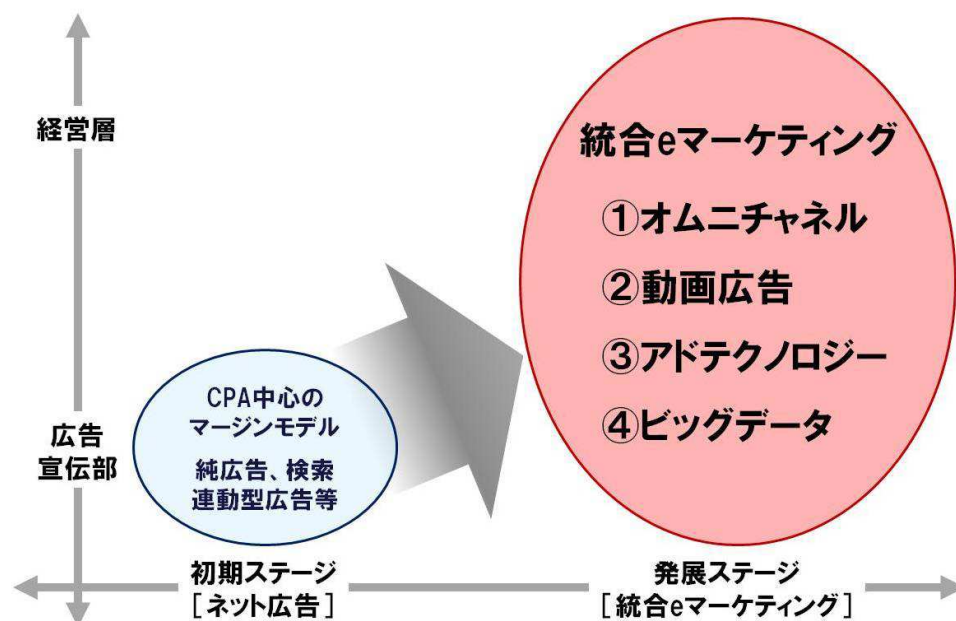 経営層
統合eマーケティング
①オムニチャネル
②動画広告
③アドテクノロジー
④ビッグデータ
広告
宣伝部
CPA中心の
マージンモデル
純広告、検索
連動型広告等
初期ステージ
［ネット広告］
発展ステージ
［統合eマーケティング］